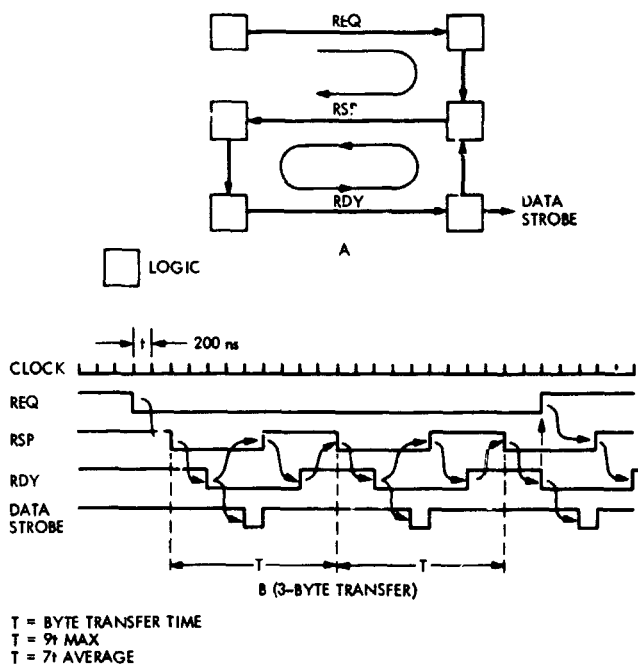 REQ
RSP
RDY
DATA
STROBE
A
LOGIC
t
200 ns
CLOCK
REQ
RSP
RDY
DATA
STROBE
T
T
B (3-BYTE TRANSFER)
T = BYTE TRANSFER TIME
T = 9t MAX
T = 7t AVERAGE